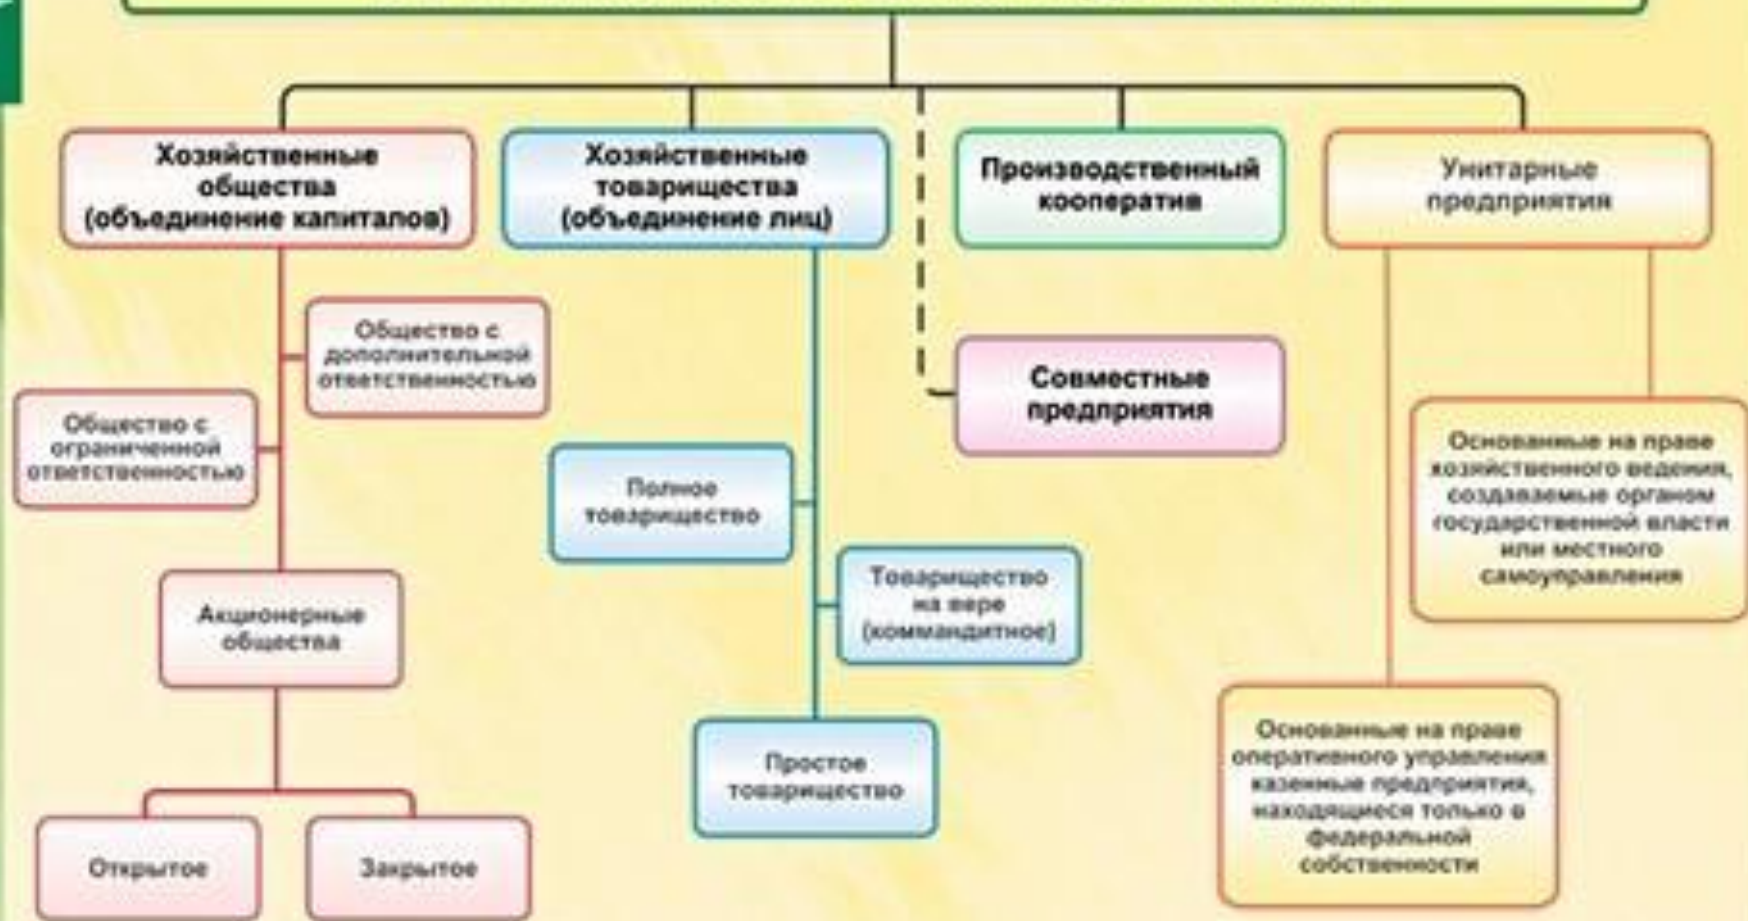 Хозяйственные
общества
(объединение капиталов)
Хозяйственные
товарищества
(объединение лиц)
Производственный
кооператив
Унитарные
предприятия
Общество с
дополнительной
ответственностью
Общество с
ограниченной
ответственностью
Совместные
предприятия
Основанные на праве
хозяйственного ведения,
создаваемые органом
государственной власти
или местного
самоуправления
Полное
товарищество
Товарищество
на вере
(коммандитное)
Акционерные
общества
Простое
товарищество
Основанные на праве
оперативного управления
казенные предприятия,
находящиеся только в
федеральной
собственности
Открытое
Закрытое